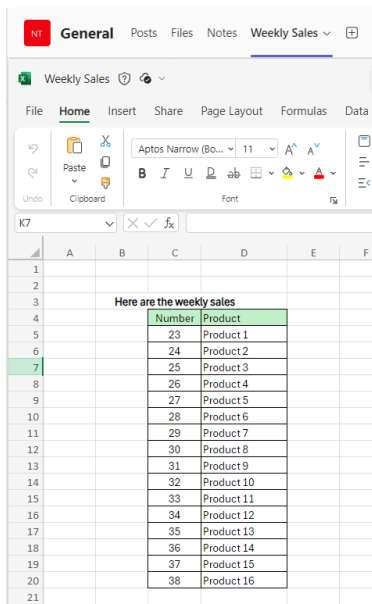 NT General Posts Files Notes Weekly Sales
Weekly Sales
File Home Insert Share Page Layout Formulas Data
Paste
Aptos Narrow (Bo... 11 A^ A˅
B I U D ab A
Undo Clipboard Font
K7 fx
A B C D E F
1
2
3 Here are the weekly sales
4 Number Product
5 23 Product 1
6 24 Product 2
7 25 Product 3
8 26 Product 4
9 27 Product 5
10 28 Product 6
11 29 Product 7
12 30 Product 8
13 31 Product 9
14 32 Product 10
15 33 Product 11
16 34 Product 12
17 35 Product 13
18 36 Product 14
19 37 Product 15
20 38 Product 16
21